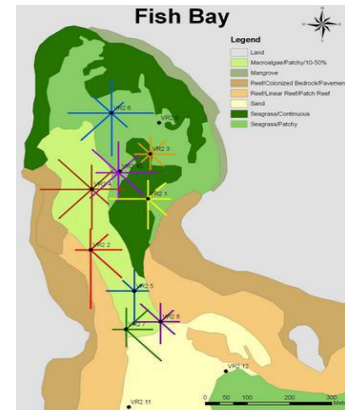 Fish Bay
Legend
Land
Macroalgae/Patchy/10-50%
Mangrove
Reef/Colonized Bedrock/Pavement
Reef/Linear Reef/Patch Reef
Sand
Seagrass/Continuous
Seagrass/Patchy
VR2 6
VR2 3
VR2 1
VR2 2
VR2 5
VR2 8
VR2 12
VR2 11
0
50
100
200
300